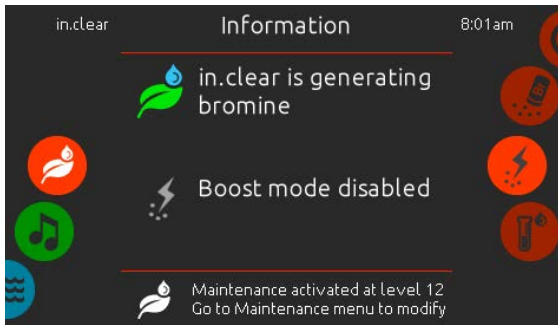 in.clear
Information
8:01am
in.clear is generating
bromine
Br
Boost mode disabled
Maintenance activated at level 12
Go to Maintenance menu to modify